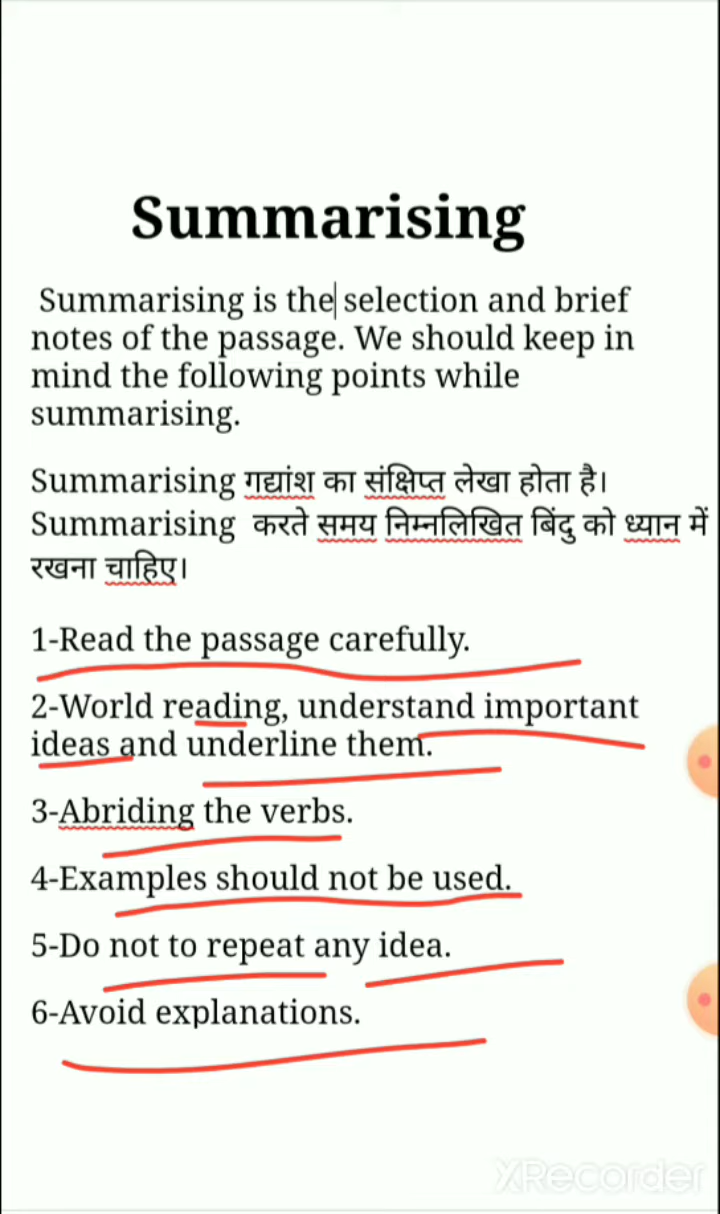 Summarising
Summarising is the selection and brief
notes of the passage. We should keep in
mind the following points while
summarising.
Summarising गद्यांश का संक्षिप्त लेखा होता है।
Summarising करते समय निम्नलिखित बिंदु को ध्यान में
रखना चाहिए।
1-Read the passage carefully.
2-World reading, understand important
ideas and underline them.
3-Abriding the verbs.
4-Examples should not be used.
5-Do not to repeat any idea.
6-Avoid explanations.
XRecorder